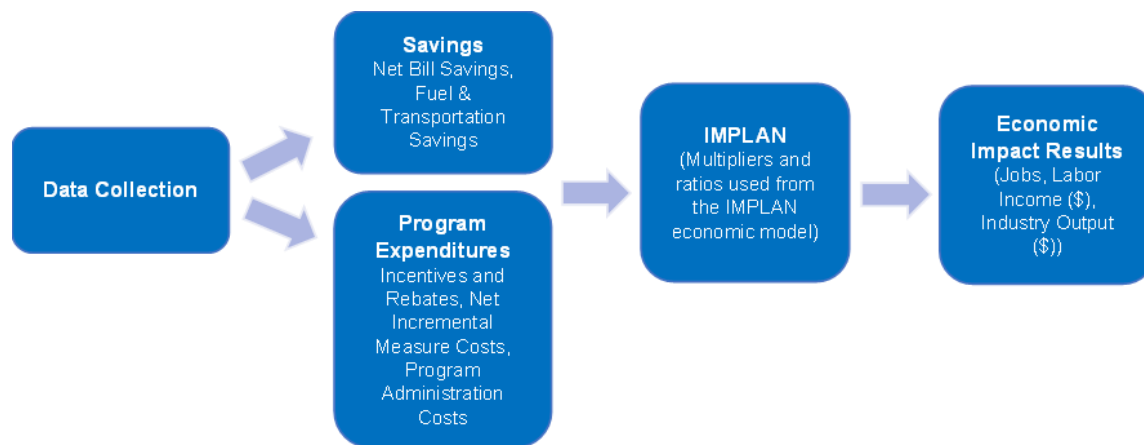 Data Collection
Savings
Net Bill Savings,
Fuel &
Transportation
Savings
Program
Expenditures
Incentives and
Rebates, Net
Incremental
Measure Costs,
Program
Administration
Costs
IMPLAN
(Multipliers and
ratios used from
the IMPLAN
economic model)
Economic
Impact Results
(Jobs, Labor
Income ($),
Industry Output
($))